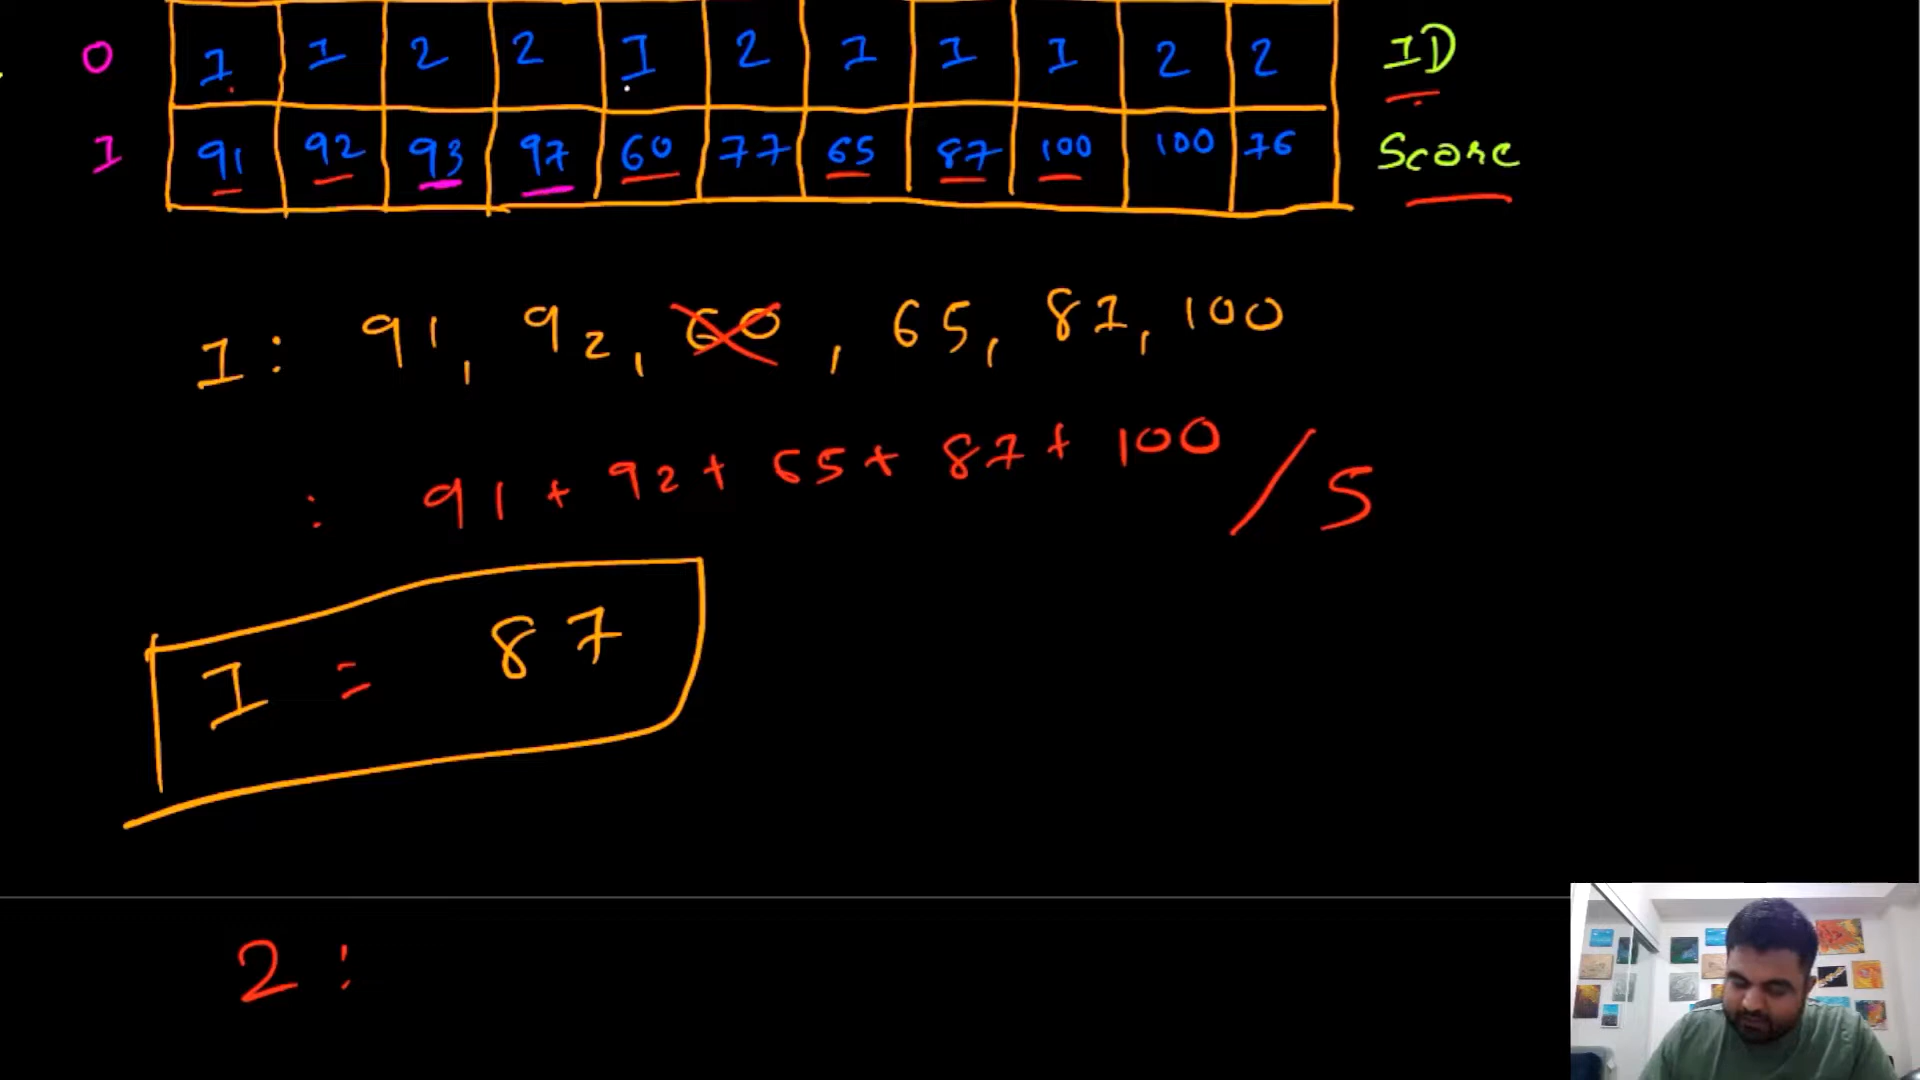 0 1 1 2 2 1 2 1 1 1 2 2 ID
1 91 92 93 97 60 77 65 87 100 100 76 Score
1: 91, 92, 60, 65, 87, 100
: 91 + 92 + 65 + 87 + 100 / 5
1 = 87
2 :